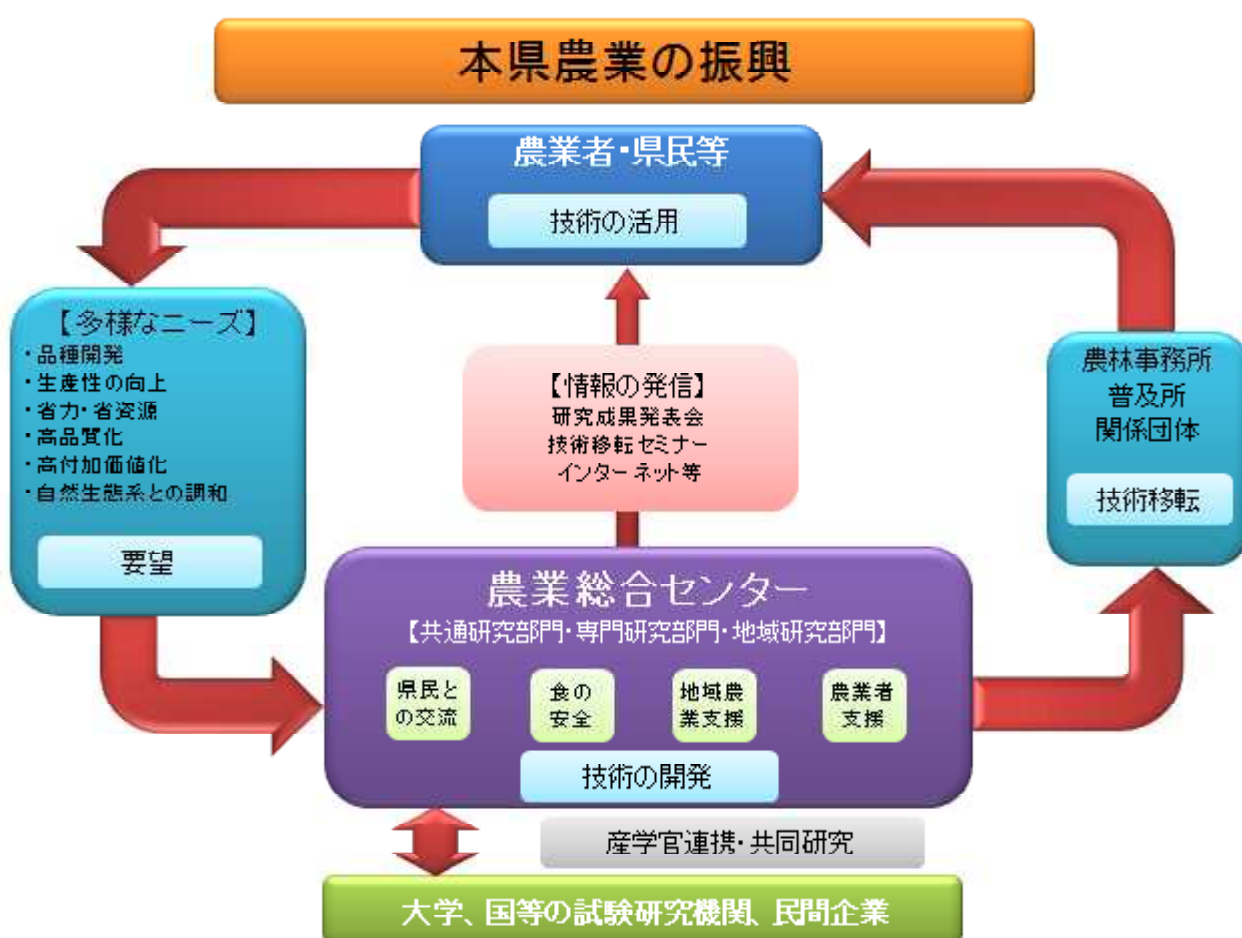 本県農業の振興
農業者・県民等
技術の活用
【多様なニーズ】
・品種開発
・生産性の向上
・省力・省資源
・高品質化
・高付加価値化
・自然生態系との調和
要望
【情報の発信】
研究成果発表会
技術移転セミナー
インターネット等
農林事務所
普及所
関係団体
技術移転
農業総合センター
【共通研究部門・専門研究部門・地域研究部門】
県民と
の交流
食の
安全
地域農
業支援
農業者
支援
技術の開発
産学官連携・共同研究
大学、国等の試験研究機関、民間企業